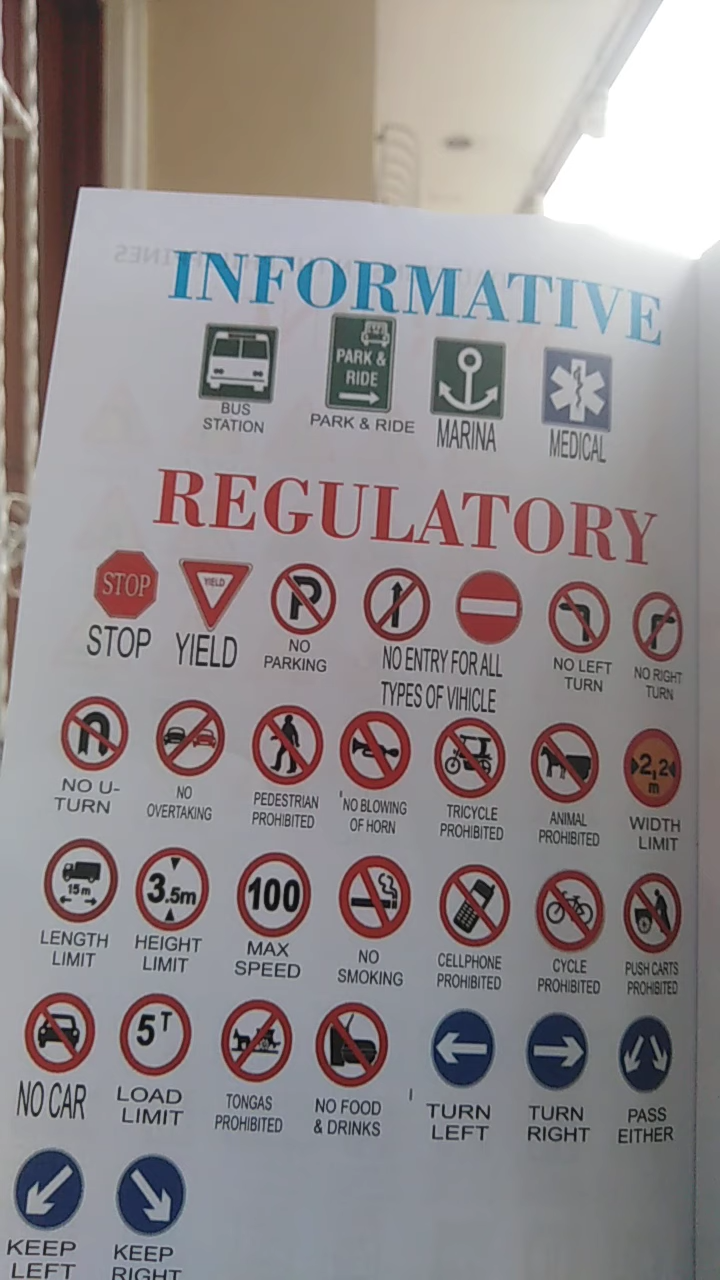 INFORMATIVE
PARK &
RIDE
BUS
STATION
PARK & RIDE
MARINA
MEDICAL
REGULATORY
STOP
YIELD
P
STOP
YIELD
NO
PARKING
NO ENTRY FOR ALL
TYPES OF VIHICLE
NO LEFT
TURN
NO RIGHT
TURN
2,2
m
NO U-
TURN
NO
OVERTAKING
PEDESTRIAN
PROHIBITED
'NO BLOWING
OF HORN
TRICYCLE
PROHIBITED
ANIMAL
PROHIBITED
WIDTH
LIMIT
15m
3.5m
100
LENGTH
LIMIT
HEIGHT
LIMIT
MAX
SPEED
NO
SMOKING
CELLPHONE
PROHIBITED
CYCLE
PROHIBITED
PUSH CARTS
PROHIBITED
5T
NO CAR
LOAD
LIMIT
TONGAS
PROHIBITED
NO FOOD
& DRINKS
TURN
LEFT
TURN
RIGHT
PASS
EITHER
KEEP
LEFT
KEEP
RIGHT